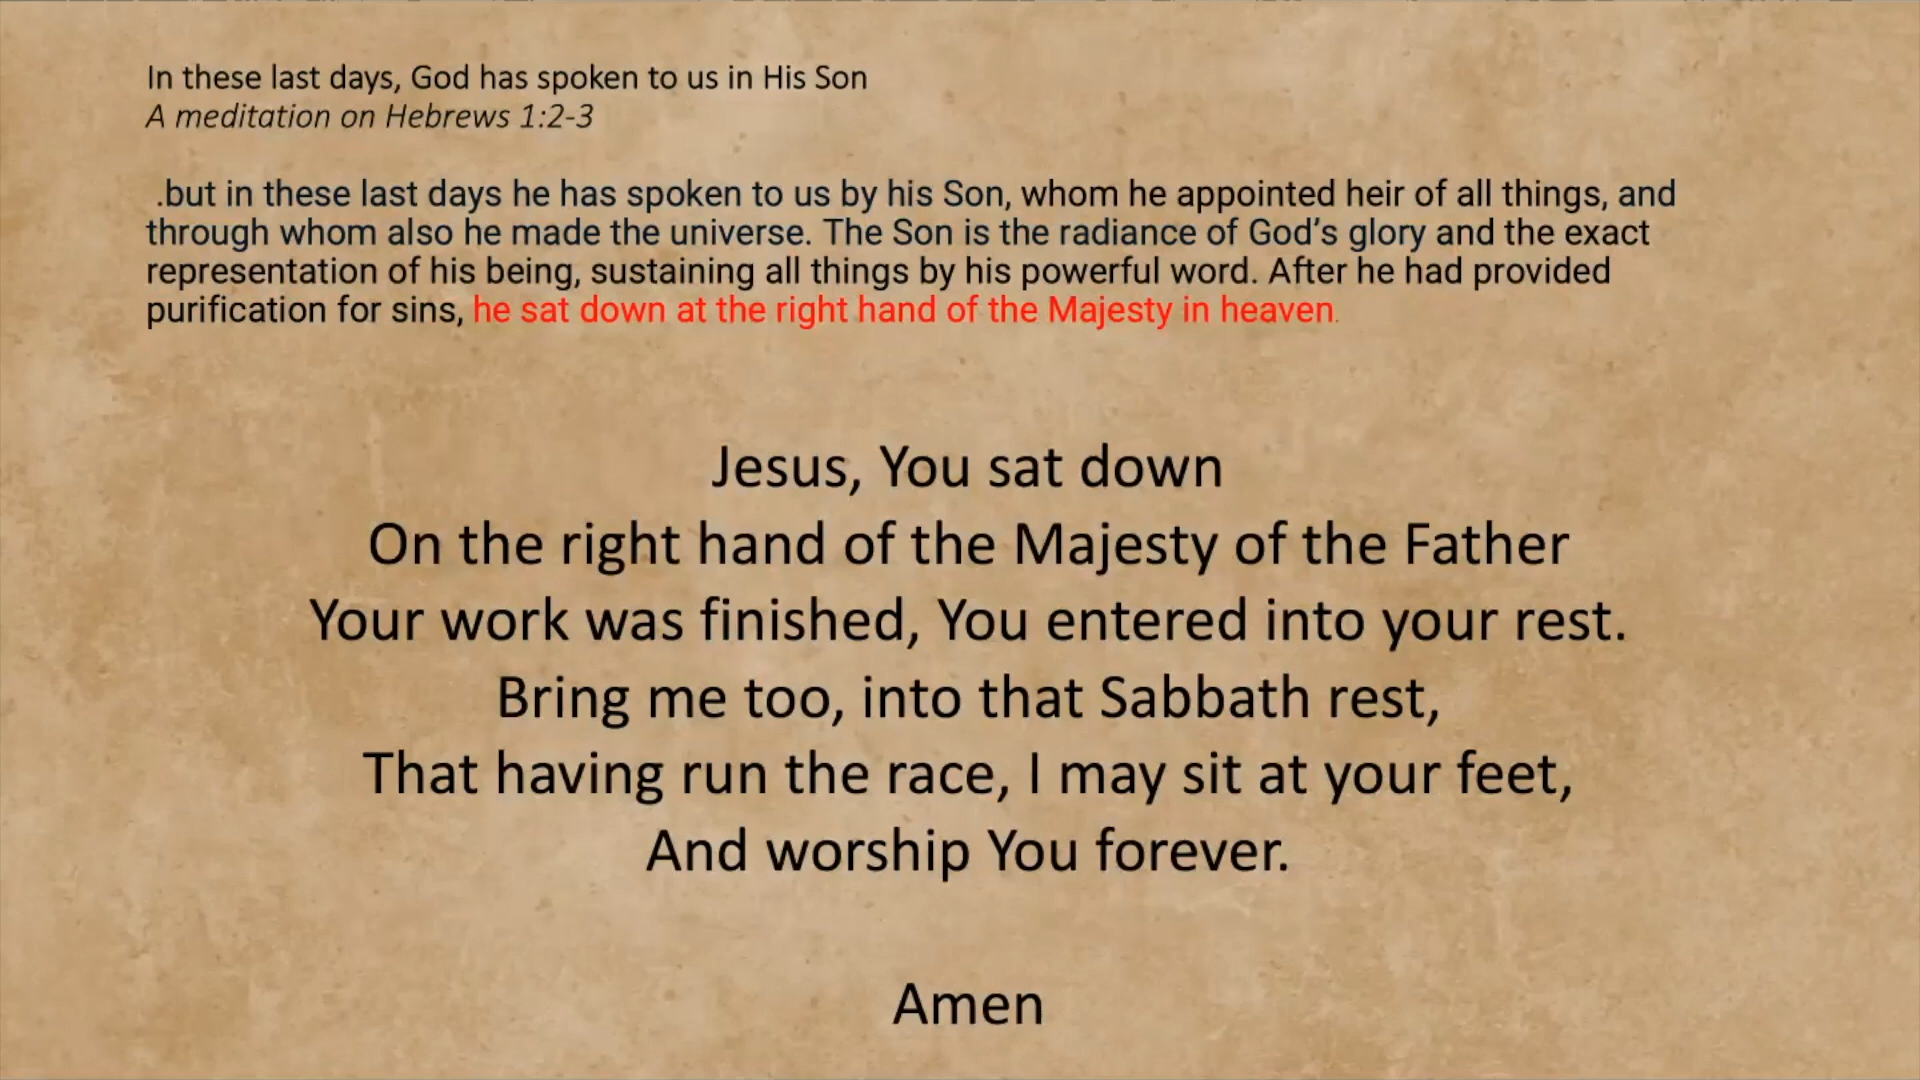 In these last days, God has spoken to us in His Son
A meditation on Hebrews 1:2-3
.but in these last days he has spoken to us by his Son, whom he appointed heir of all things, and
through whom also he made the universe. The Son is the radiance of God’s glory and the exact
representation of his being, sustaining all things by his powerful word. After he had provided
purification for sins, he sat down at the right hand of the Majesty in heaven.
Jesus, You sat down
On the right hand of the Majesty of the Father
Your work was finished, You entered into your rest.
Bring me too, into that Sabbath rest,
That having run the race, I may sit at your feet,
And worship You forever.
Amen